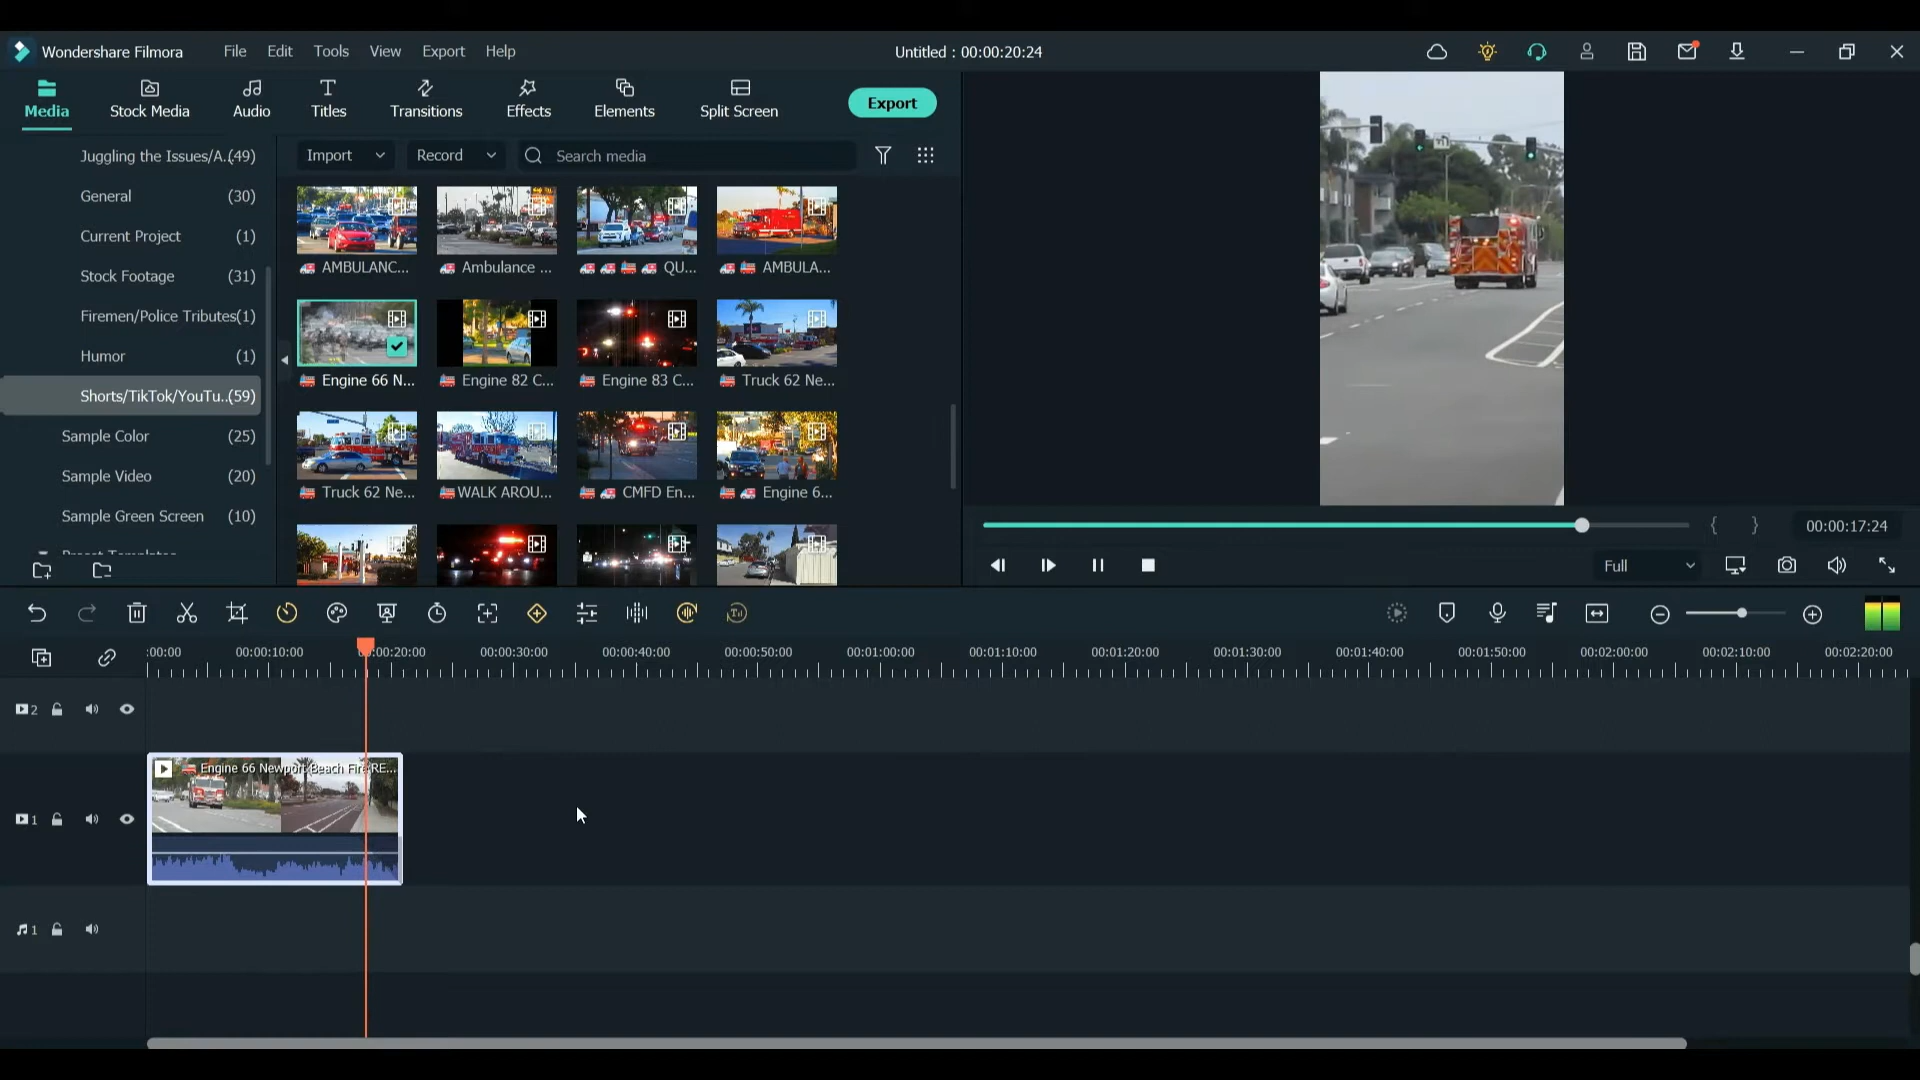 Wondershare Filmora
File Edit Tools View Export Help
Untitled : 00:00:20:24
Media Stock Media Audio Titles Transitions Effects Elements Split Screen
Export
Juggling the Issues/A..(49)
General (30)
Current Project (1)
Stock Footage (31)
Firemen/Police Tributes(1)
Humor (1)
Shorts/TikTok/YouTu..(59)
Sample Color (25)
Sample Video (20)
Sample Green Screen (10)
Import Record Search media
AMBULANC... Ambulance ... QU... AMBULA...
Engine 66 N... Engine 82 C... Engine 83 C... Truck 62 Ne...
Truck 62 Ne... WALK AROU... CMFD En... Engine 6...
{ } 00:00:17:24
Full
:00:00 00:00:10:00 00:00:20:00 00:00:30:00 00:00:40:00 00:00:50:00 00:01:00:00 00:01:10:00 00:01:20:00 00:01:30:00 00:01:40:00 00:01:50:00 00:02:00:00 00:02:10:00 00:02:20:00
2
Engine 66 Newport Beach Fire RE...
1
1